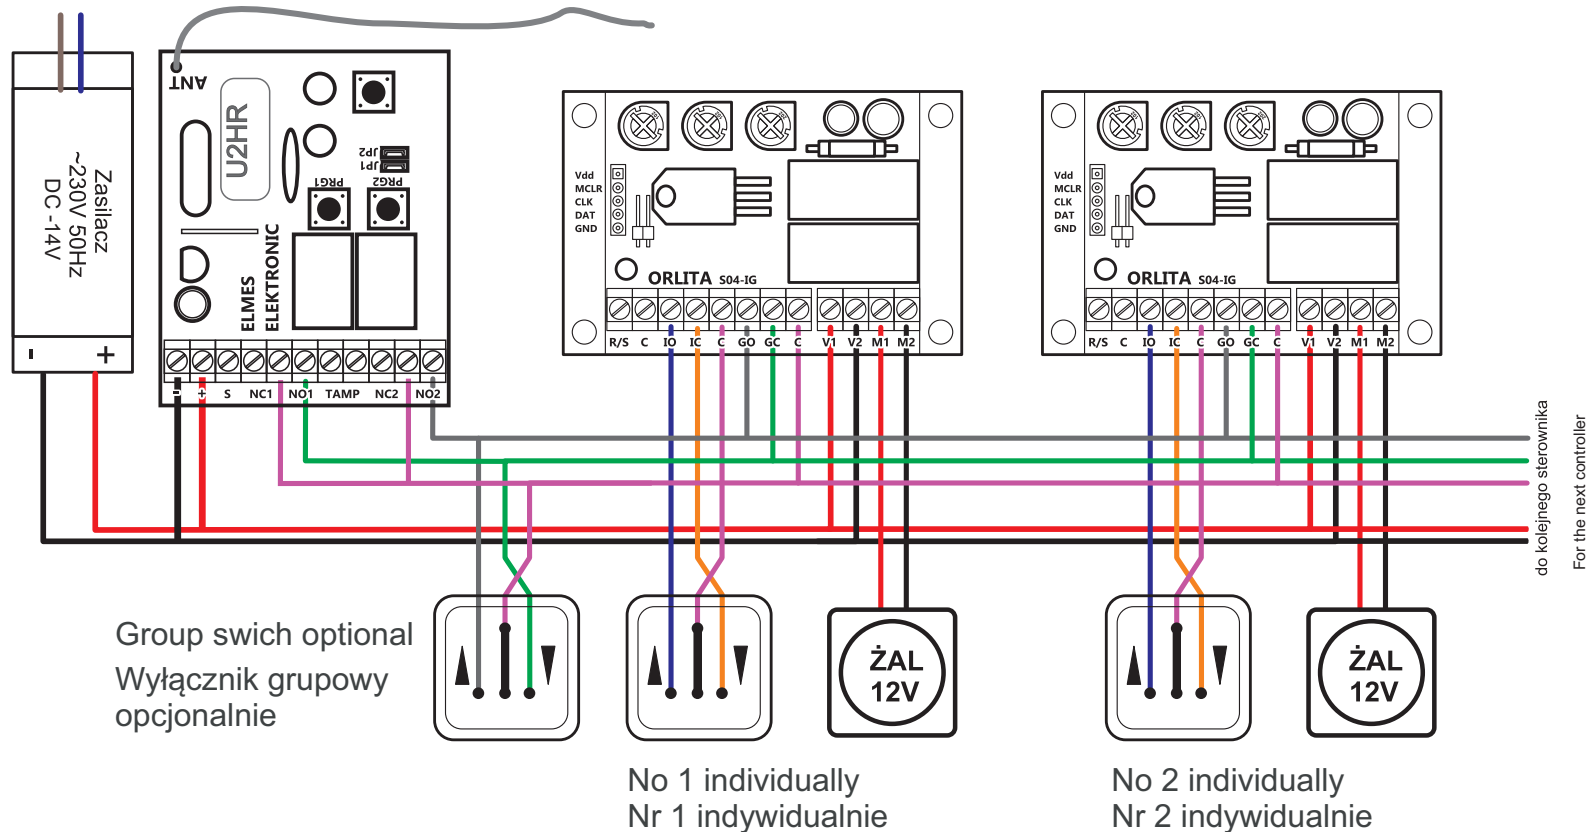 Zasilacz
~230V 50Hz
DC -14V
-
+
ANT
U2HR
JP2
JP1
PRG1
PRG2
ELMES
ELEKTRONIC
- + S NC1 NO1 TAMP NC2 NO2
Vdd
MCLR
CLK
DAT
GND
ORLITA S04-IG
R/S C IO IC C GO GC C V1 V2 M1 M2
Vdd
MCLR
CLK
DAT
GND
ORLITA S04-IG
R/S C IO IC C GO GC C V1 V2 M1 M2
do kolejnego sterownika
For the next controller
Group swich optional
Wyłącznik grupowy
opcjonalnie
ŻAL
12V
ŻAL
12V
No 1 individually
Nr 1 indywidualnie
No 2 individually
Nr 2 indywidualnie